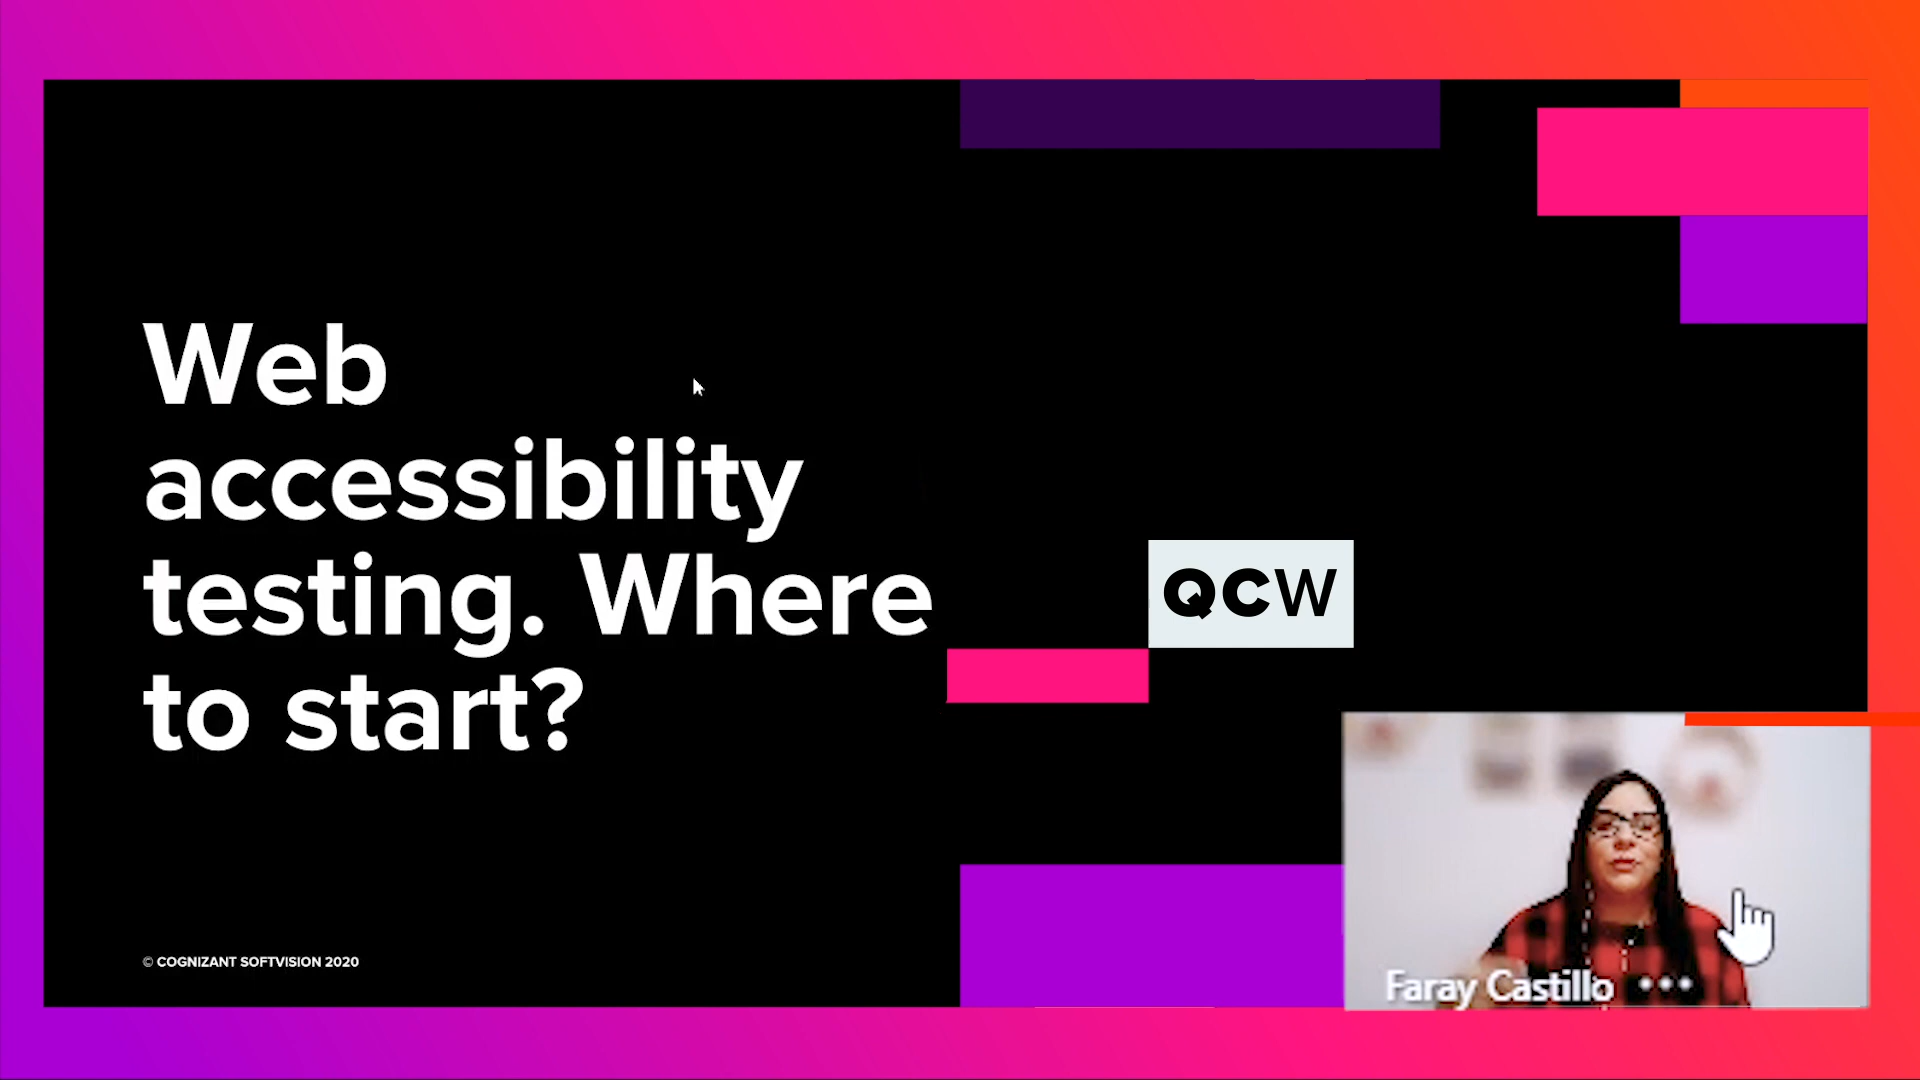 Web
accessibility
testing. Where
to start?
QCW
© COGNIZANT SOFTVISION 2020
Faray Castillo